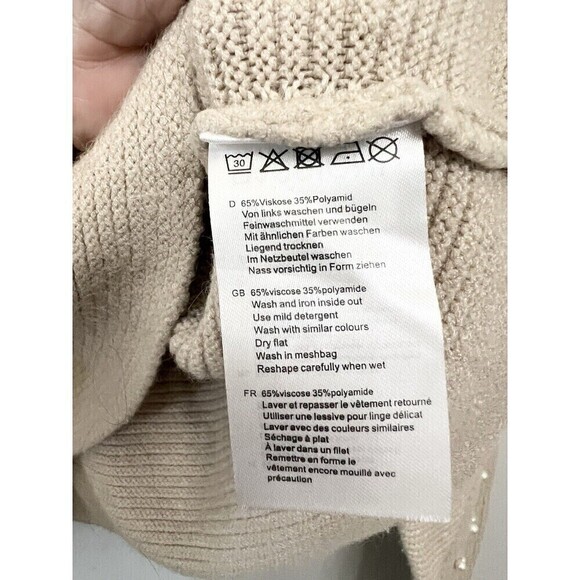 30
D 65%Viskose 35%Polyamid
Von links waschen und bügeln
Feinwaschmittel verwenden
Mit ähnlichen Farben waschen
Liegend trocknen
Im Netzbeutel waschen
Nass vorsichtig in Form ziehen
GB 65%viscose 35%polyamide
Wash and iron inside out
Use mild detergent
Wash with similar colours
Dry flat
Wash in meshbag
Reshape carefully when wet
FR 65%viscose 35%polyamide
Laver et repasser le vêtement retourné
Utiliser une lessive pour linge délicat
Laver avec des couleurs similaires
Séchage à plat
À laver dans un filet
Remettre en forme le
vêtement encore mouillé avec
précaution